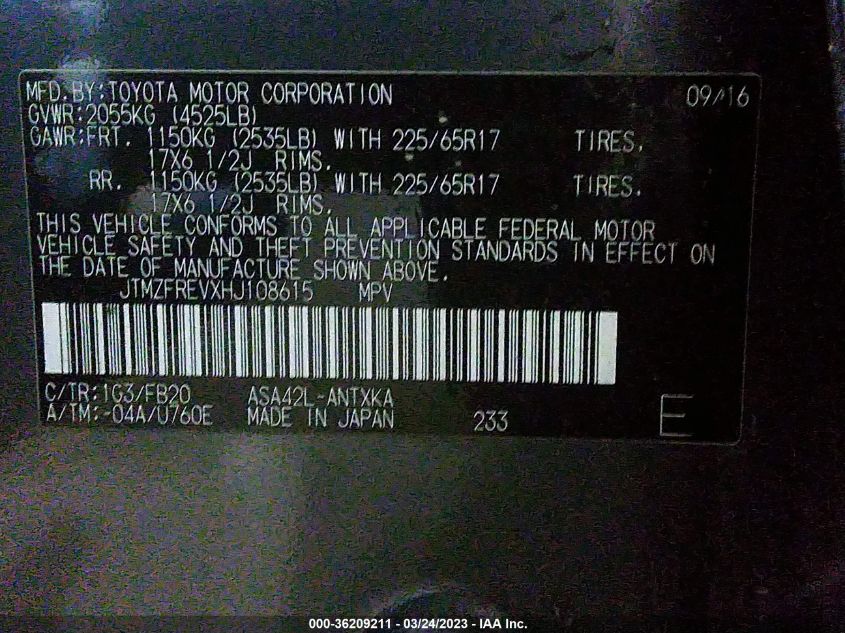 MFD.BY:TOYOTA MOTOR CORPORATION 09/16
GVWR:2055KG (4525LB)
GAWR:FRT. 1150KG (2535LB) WITH 225/65R17 TIRES,
17X6 1/2J RIMS.
RR. 1150KG (2535LB) WITH 225/65R17 TIRES,
17X6 1/2J RIMS.
THIS VEHICLE CONFORMS TO ALL APPLICABLE FEDERAL MOTOR
VEHICLE SAFETY AND THEFT PREVENTION STANDARDS IN EFFECT ON
THE DATE OF MANUFACTURE SHOWN ABOVE.
JTMZFREVXHJ108615 MPV
C/TR:1G3/FB20 ASA42L-ANTXKA
A/TM:-04A/U760E MADE IN JAPAN 233 E
000-36209211 - 03/24/2023 - IAA Inc.